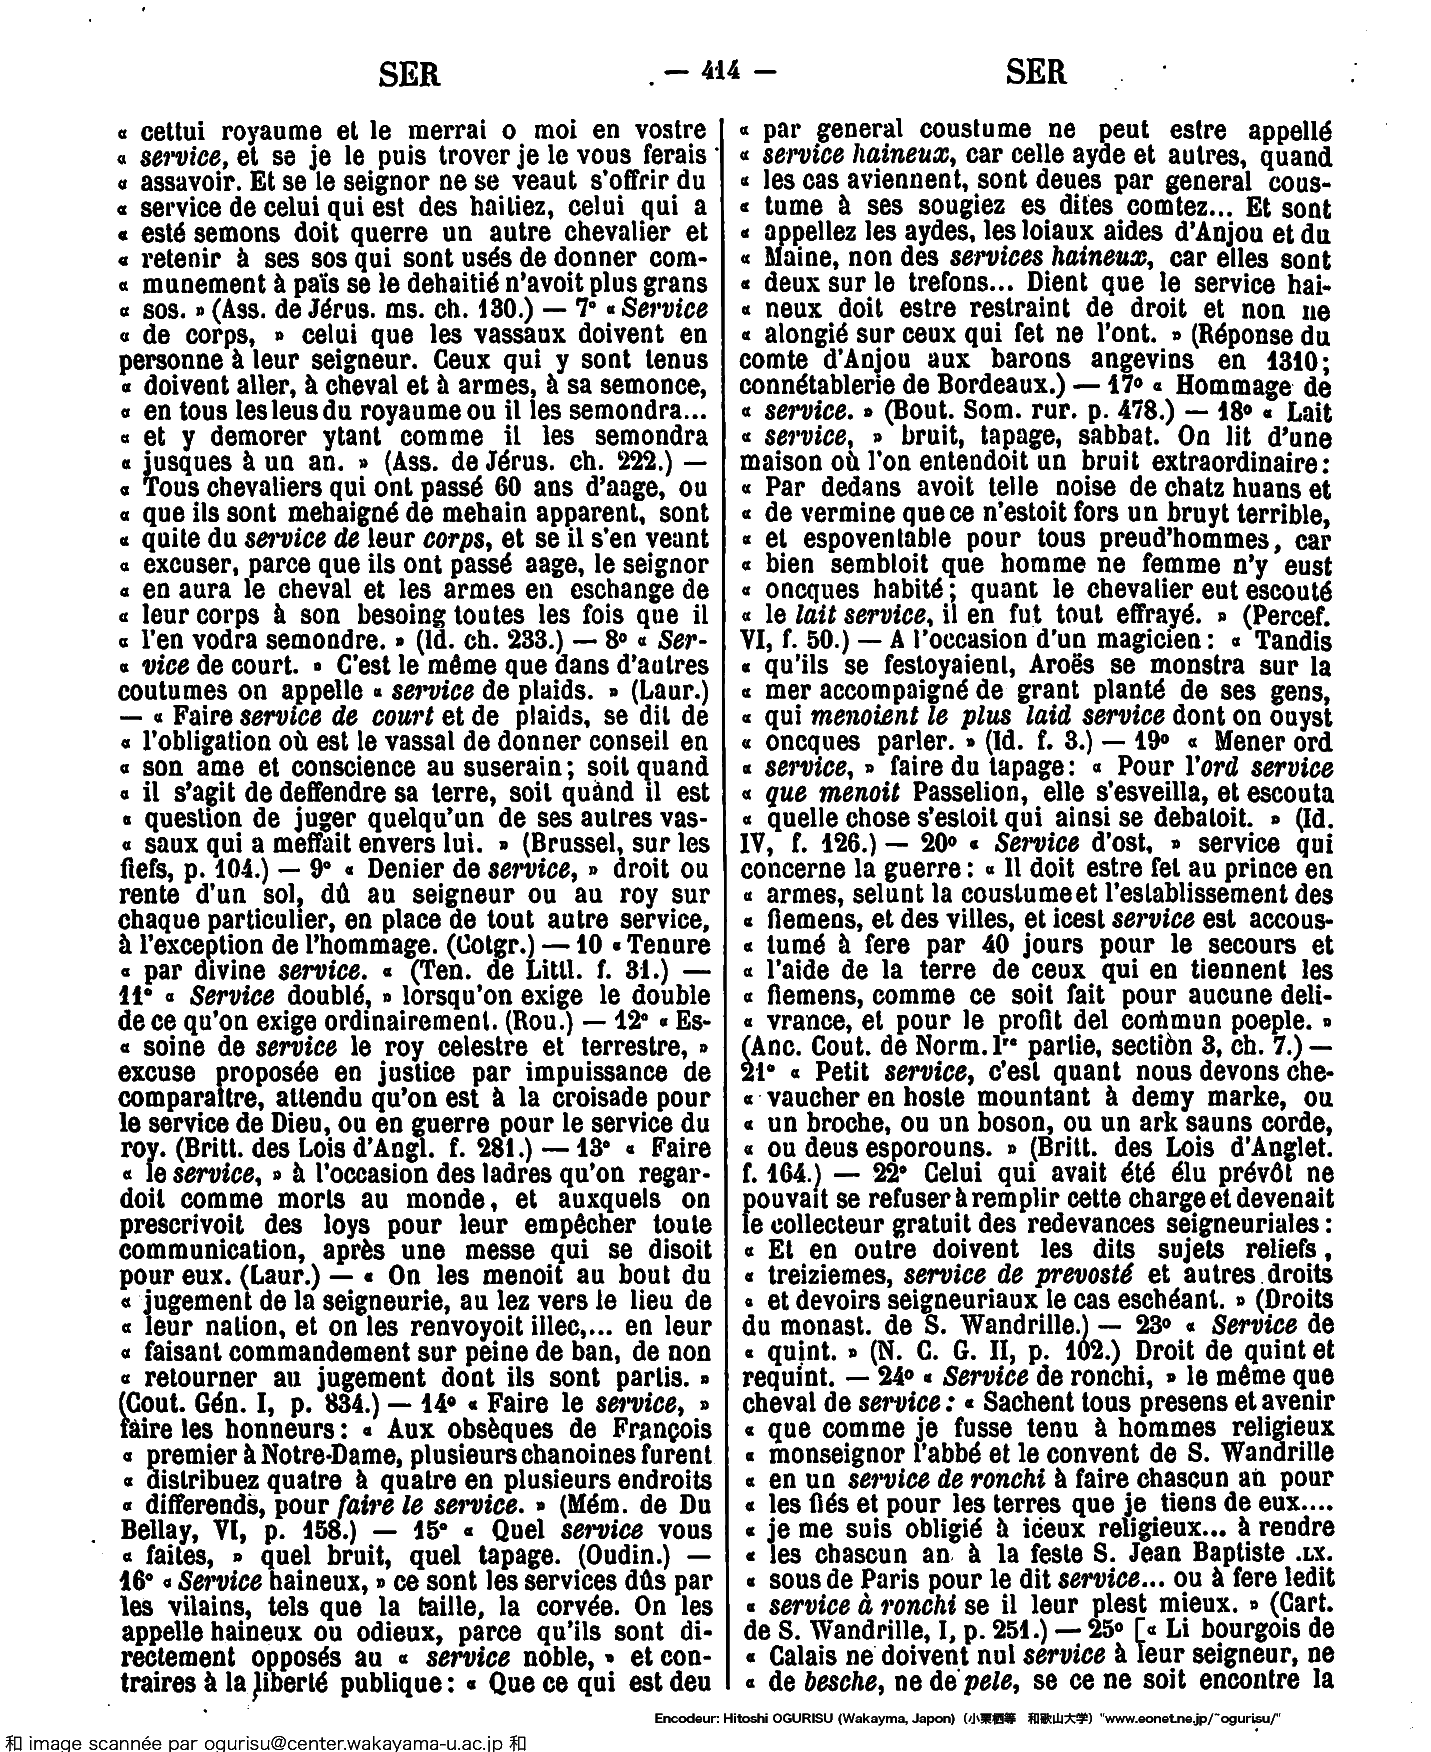 SER — 414 — SER
« cettui royaume et le merrai o moi en vostre
« service, et se je le puis trover je le vous ferais
« assavoir. Et se le seignor ne se veaut s'offrir du
« service de celui qui est des haitiez, celui qui a
« esté semons doit querre un autre chevalier et
« retenir à ses sos qui sont usés de donner com-
« munement à païs se le dehaitié n'avoit plus grans
« sos. » (Ass. de Jérus. ms. ch. 130.) — 7° « Service
« de corps, » celui que les vassaux doivent en
personne à leur seigneur. Ceux qui y sont tenus
« doivent aller, à cheval et à armes, à sa semonce,
« en tous les leus du royaume ou il les semondra...
« et y demorer ytant comme il les semondra
« jusques à un an. » (Ass. de Jérus. ch. 222.) —
« Tous chevaliers qui ont passé 60 ans d'aage, ou
« que ils sont mehaigné de mehain apparent, sont
« quite du service de leur corps, et se il s'en veant
« excuser, parce que ils ont passé aage, le seignor
« en aura le cheval et les armes en eschange de
« leur corps à son besoing toutes les fois que il
« l'en vodra semondre. » (Id. ch. 233.) — 8° « Ser-
« vice de court. » C'est le même que dans d'autres
coutumes on appelle « service de plaids. » (Laur.)
— « Faire service de court et de plaids, se dit de
« l'obligation où est le vassal de donner conseil en
« son ame et conscience au suserain ; soit quand
« il s'agit de deffendre sa terre, soit quànd il est
« question de juger quelqu'un de ses autres vas-
« saux qui a meffait envers lui. » (Brussel, sur les
fiefs, p. 104.) — 9° « Denier de service, » droit ou
rente d'un sol, dû au seigneur ou au roy sur
chaque particulier, en place de tout autre service,
à l'exception de l'hommage. (Cotgr.) — 10 « Tenure
« par divine service. « (Ten. de Littl. f. 31.) —
11° « Service doublé, » lorsqu'on exige le double
de ce qu'on exige ordinairement. (Rou.) — 12° « Es-
« soine de service le roy celestre et terrestre, »
excuse proposée en justice par impuissance de
comparaître, attendu qu'on est à la croisade pour
le service de Dieu, ou en guerre pour le service du
roy. (Britt. des Lois d'Angl. f. 281.) — 13° « Faire
« le service, » à l'occasion des ladres qu'on regar-
doit comme morts au monde, et auxquels on
prescrivoit des loys pour leur empêcher toute
communication, après une messe qui se disoit
pour eux. (Laur.) — « On les menoit au bout du
« jugement de la seigneurie, au lez vers le lieu de
« leur nation, et on les renvoyoit illec,... en leur
« faisant commandement sur peine de ban, de non
« retourner au jugement dont ils sont partis. »
(Cout. Gén. I, p. 834.) — 14° « Faire le service, »
faire les honneurs : « Aux obsèques de François
« premier à Notre-Dame, plusieurs chanoines furent
« distribuez quatre à quatre en plusieurs endroits
« differends, pour faire le service. » (Mém. de Du
Bellay, VI, p. 158.) — 15° « Quel service vous
« faites, » quel bruit, quel tapage. (Oudin.) —
16° « Service haineux, » ce sont les services dûs par
les vilains, tels que la taille, la corvée. On les
appelle haineux ou odieux, parce qu'ils sont di-
rectement opposés au « service noble, » et con-
traires à la liberté publique : « Que ce qui est deu
« par general coustume ne peut estre appellé
« service haineux, car celle ayde et autres, quand
« les cas aviennent, sont deues par general cous-
« tume à ses sougiez es dites comtez... Et sont
« appellez les aydes, les loiaux aides d'Anjou et du
« Maine, non des services haineux, car elles sont
« deux sur le trefons... Dient que le service hai-
« neux doit estre restraint de droit et non ne
« alongié sur ceux qui fet ne l'ont. » (Réponse du
comte d'Anjou aux barons angevins en 1310 ;
connétablerie de Bordeaux.) — 17° « Hommage de
« service. » (Bout. Som. rur. p. 478.) — 18° « Lait
« service, » bruit, tapage, sabbat. On lit d'une
maison où l'on entendoit un bruit extraordinaire :
« Par dedans avoit telle noise de chatz huans et
« de vermine que ce n'estoit fors un bruyt terrible,
« et espoventable pour tous preud'hommes, car
« bien sembloit que homme ne femme n'y eust
« oncques habité ; quant le chevalier eut escouté
« le lait service, il en fut tout effrayé. » (Percef.
VI, f. 50.) — A l'occasion d'un magicien : « Tandis
« qu'ils se festoyaient, Aroës se monstra sur la
« mer accompaigné de grant planté de ses gens,
« qui menoient le plus laid service dont on ouyst
« oncques parler. » (Id. f. 3.) — 19° « Mener ord
« service, » faire du tapage : « Pour l'ord service
« que menoit Passelion, elle s'esveilla, et escouta
« quelle chose s'estoit qui ainsi se debatoit. » (Id.
IV, f. 126.) — 20° « Service d'ost, » service qui
concerne la guerre : « Il doit estre fet au prince en
« armes, selunt la coustume et l'establissement des
« fiemens, et des villes, et icest service est accous-
« tumé à fere par 40 jours pour le secours et
« l'aide de la terre de ceux qui en tiennent les
« fiemens, comme ce soit fait pour aucune deli-
« vrance, et pour le profit del commun poeple. »
(Anc. Cout. de Norm. 1re partie, section 3, ch. 7.) —
21° « Petit service, c'est quant nous devons che-
« vaucher en hoste mountant à demy marke, ou
« un broche, ou un boson, ou un ark sauns corde,
« ou deus esporouns. » (Britt. des Lois d'Anglet.
f. 164.) — 22° Celui qui avait été élu prévôt ne
pouvait se refuser à remplir cette charge et devenait
le collecteur gratuit des redevances seigneuriales :
« Et en outre doivent les dits sujets reliefs,
« treiziemes, service de prevosté et autres droits
« et devoirs seigneuriaux le cas eschéant. » (Droits
du monast. de S. Wandrille.) — 23° « Service de
« quint. » (N. C. G. II, p. 102.) Droit de quint et
requint. — 24° « Service de ronchi, » le même que
cheval de service : « Sachent tous presens et avenir
« que comme je fusse tenu à hommes religieux
« monseignor l'abbé et le convent de S. Wandrille
« en un service de ronchi à faire chascun an pour
« les fiés et pour les terres que je tiens de eux....
« je me suis obligié à iceux religieux... à rendre
« les chascun an à la feste S. Jean Baptiste .LX.
« sous de Paris pour le dit service... ou à fere ledit
« service à ronchi se il leur plest mieux. » (Cart.
de S. Wandrille, I, p. 251.) — 25° [« Li bourgois de
« Calais ne doivent nul service à leur seigneur, ne
« de besche, ne de pele, se ce ne soit encontre la
Encodeur: Hitoshi OGURISU (Wakayma, Japon) (小栗栖等 和歌山大学) "www.eonet.ne.jp/~ogurisu/"
和 image scannée par ogurisu@center.wakayama-u.ac.jp 和